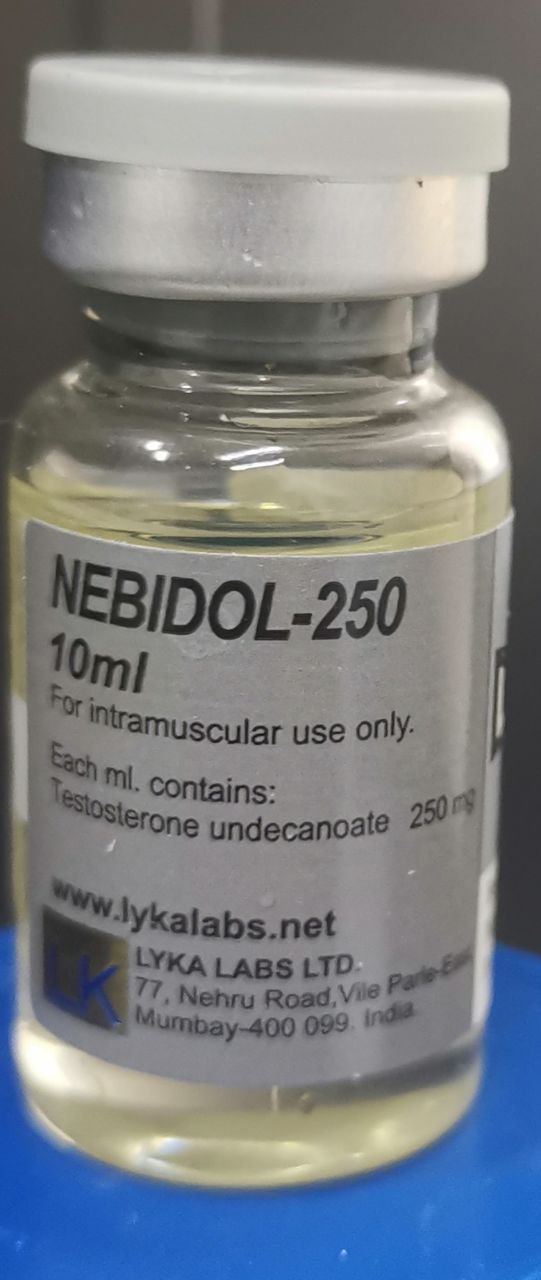 NEBIDOL-250
10ml
For intramuscular use only.
Each ml. contains:
Testosterone undecanoate 250 mg
www.lykalabs.net
LK
LYKA LABS LTD.
77, Nehru Road, Vile Parle-East
Mumbay-400 099. India.